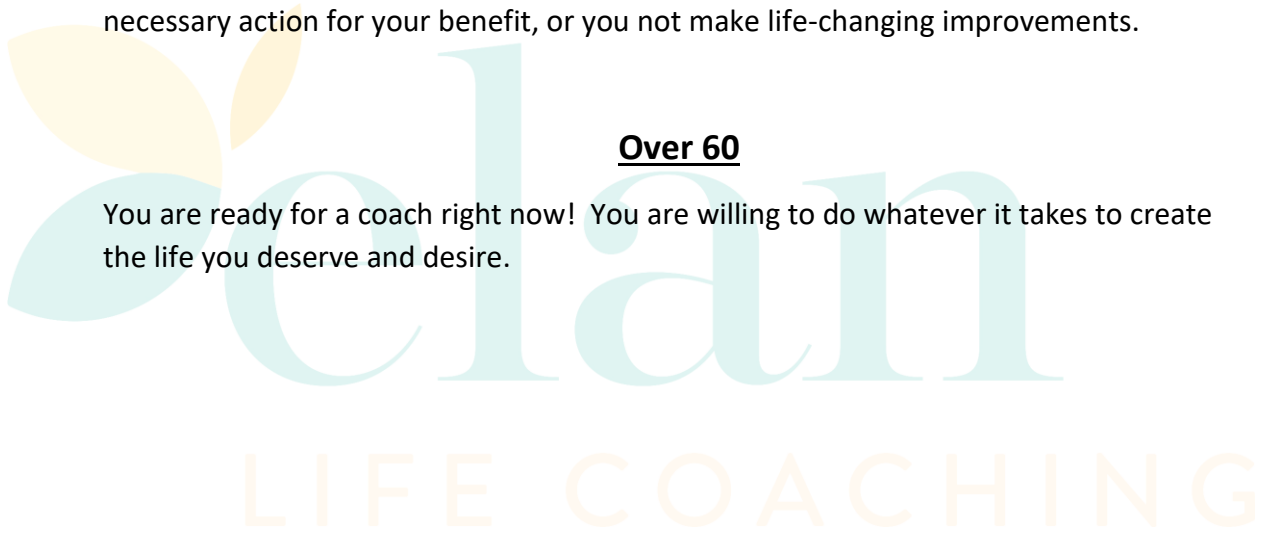 necessary action for your benefit, or you not make life-changing improvements.
Over 60
You are ready for a coach right now!  You are willing to do whatever it takes to create
the life you deserve and desire.
elan
LIFE COACHING